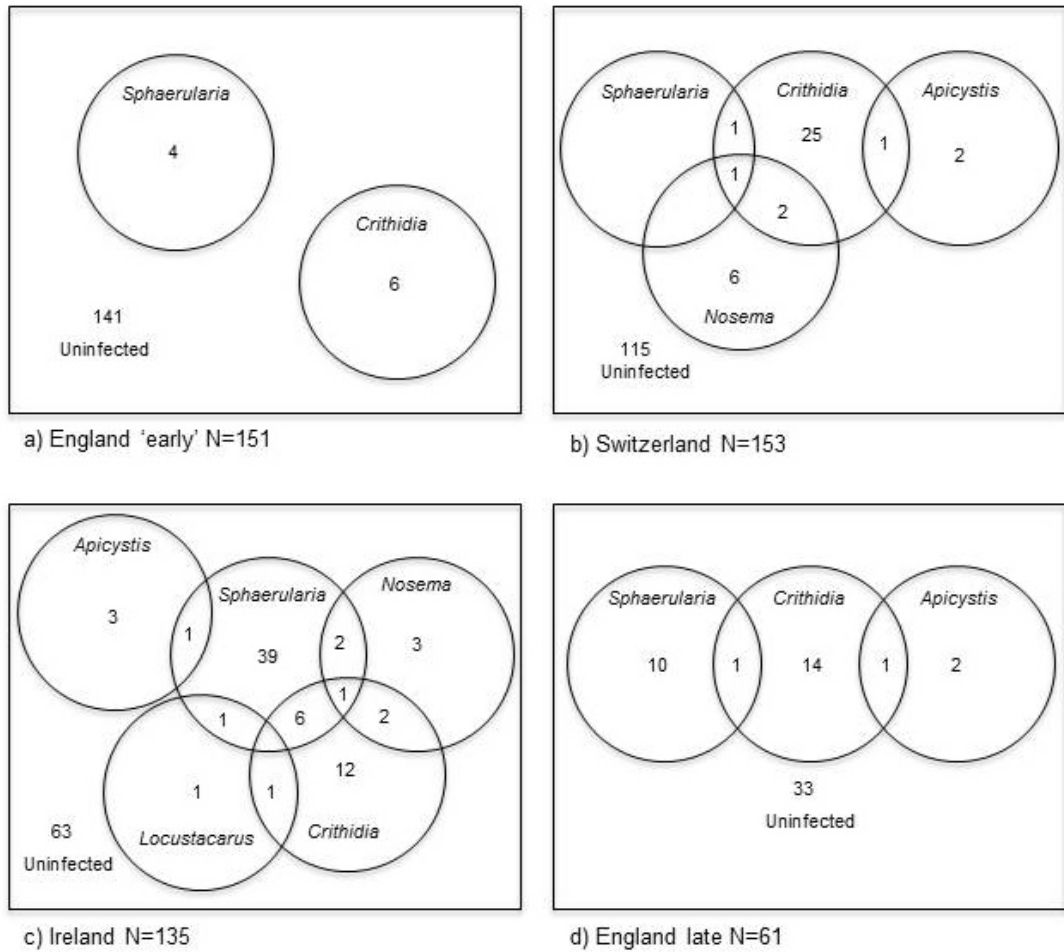 Sphaerularia
4
Crithidia
6
141
Uninfected
a) England ‘early’ N=151
Sphaerularia
Crithidia
Apicystis
1
25
1
2
1
2
6
Nosema
115
Uninfected
b) Switzerland N=153
Apicystis
Sphaerularia
Nosema
3
1
39
2
3
1
1
6
2
12
1
1
Locustacarus
Crithidia
63
Uninfected
c) Ireland N=135
Sphaerularia
Crithidia
Apicystis
10
1
14
1
2
33
Uninfected
d) England late N=61